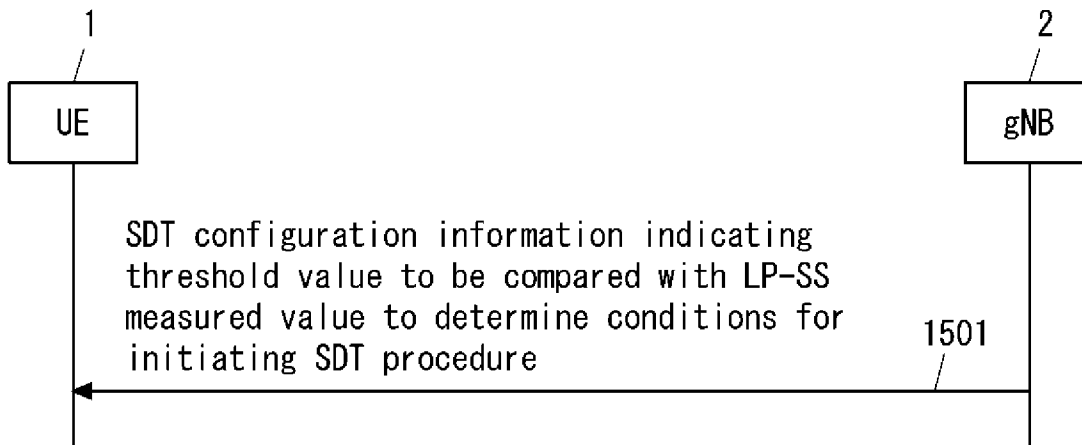 1
2
UE
gNB
SDT configuration information indicating
threshold value to be compared with LP-SS
measured value to determine conditions for
initiating SDT procedure
1501